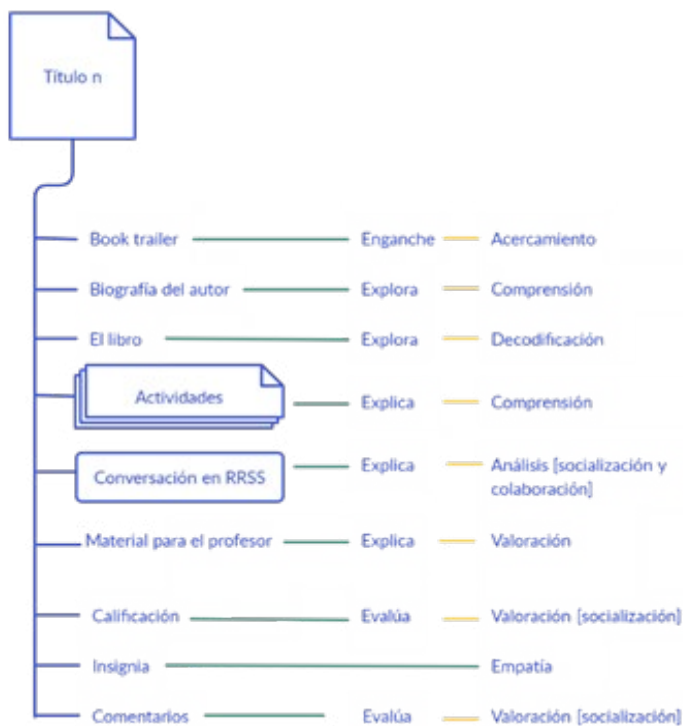 Título n
Book trailer Enganche Acercamiento
Biografía del autor Explora Comprensión
El libro Explora Decodificación
Actividades Explica Comprensión
Conversación en RRSS Explica Análisis [socialización y
colaboración]
Material para el profesor Explica Valoración
Calificación Evalúa Valoración [socialización]
Insignia Empatía
Comentarios Evalúa Valoración [socialización]